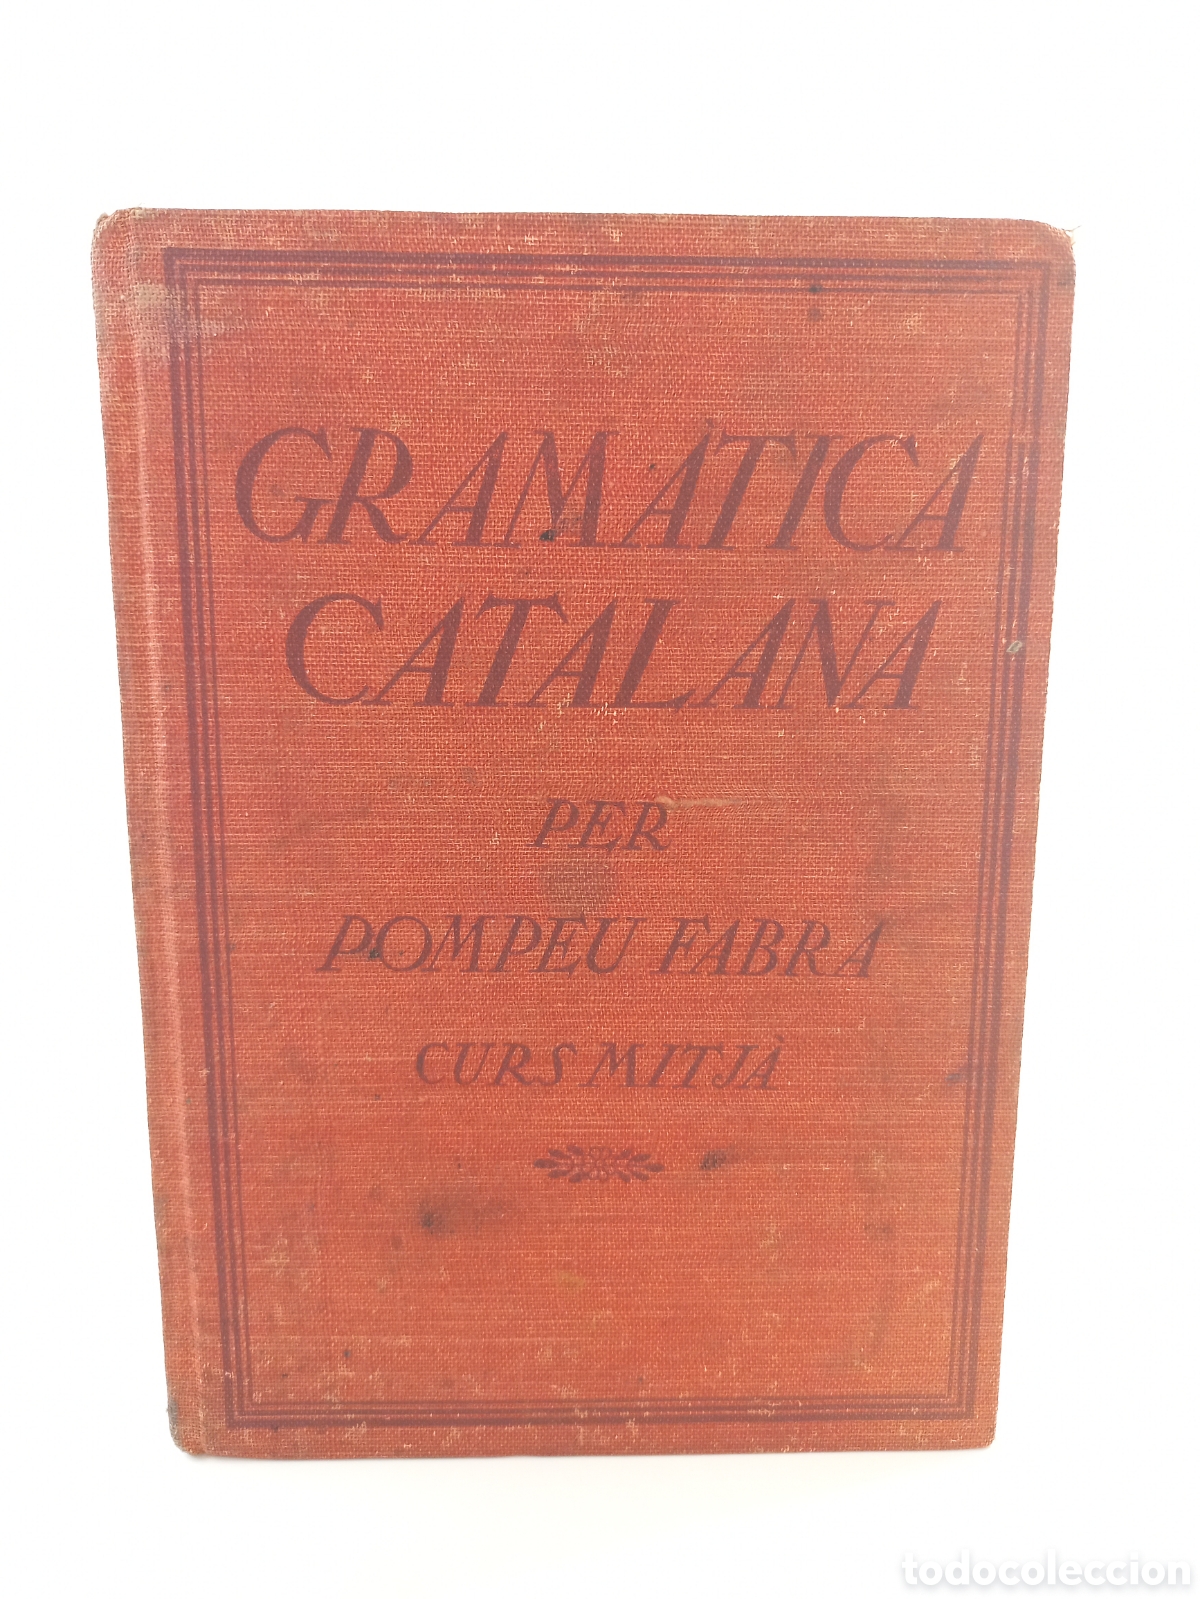 GRAMÀTICA
CATALANA
PER
POMPEU FABRA
CURS MITJÀ
todocoleccion